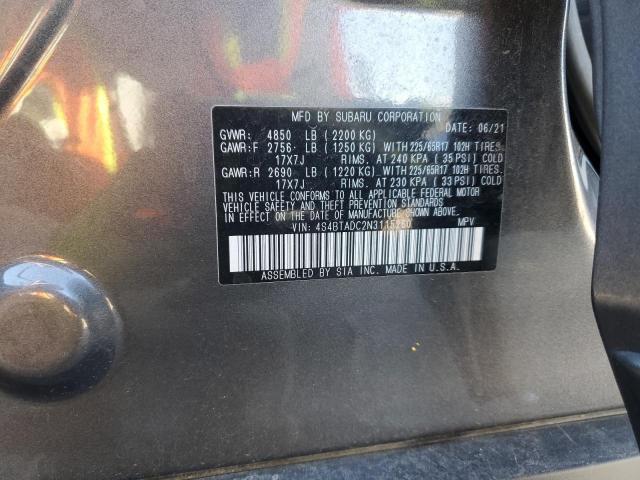 MFD BY SUBARU CORPORATION DATE: 06/21
GVWR: 4850 LB (2200 KG)
GAWR:F 2756 LB (1250 KG) WITH 225/65R17 102H TIRES.
17X7J RIMS. AT 240 KPA (35 PSI) COLD
GAWR:R 2690 LB (1220 KG) WITH 225/65R17 102H TIRES.
17X7J RIMS. AT 230 KPA (33 PSI) COLD
THIS VEHICLE CONFORMS TO ALL APPLICABLE FEDERAL MOTOR
VEHICLE SAFETY AND THEFT PREVENTION STANDARDS
IN EFFECT ON THE DATE OF MANUFACTURE SHOWN ABOVE.
VIN: 4S4BTADC2N3115260 MPV
ASSEMBLED BY SIA INC. MADE IN U.S.A.